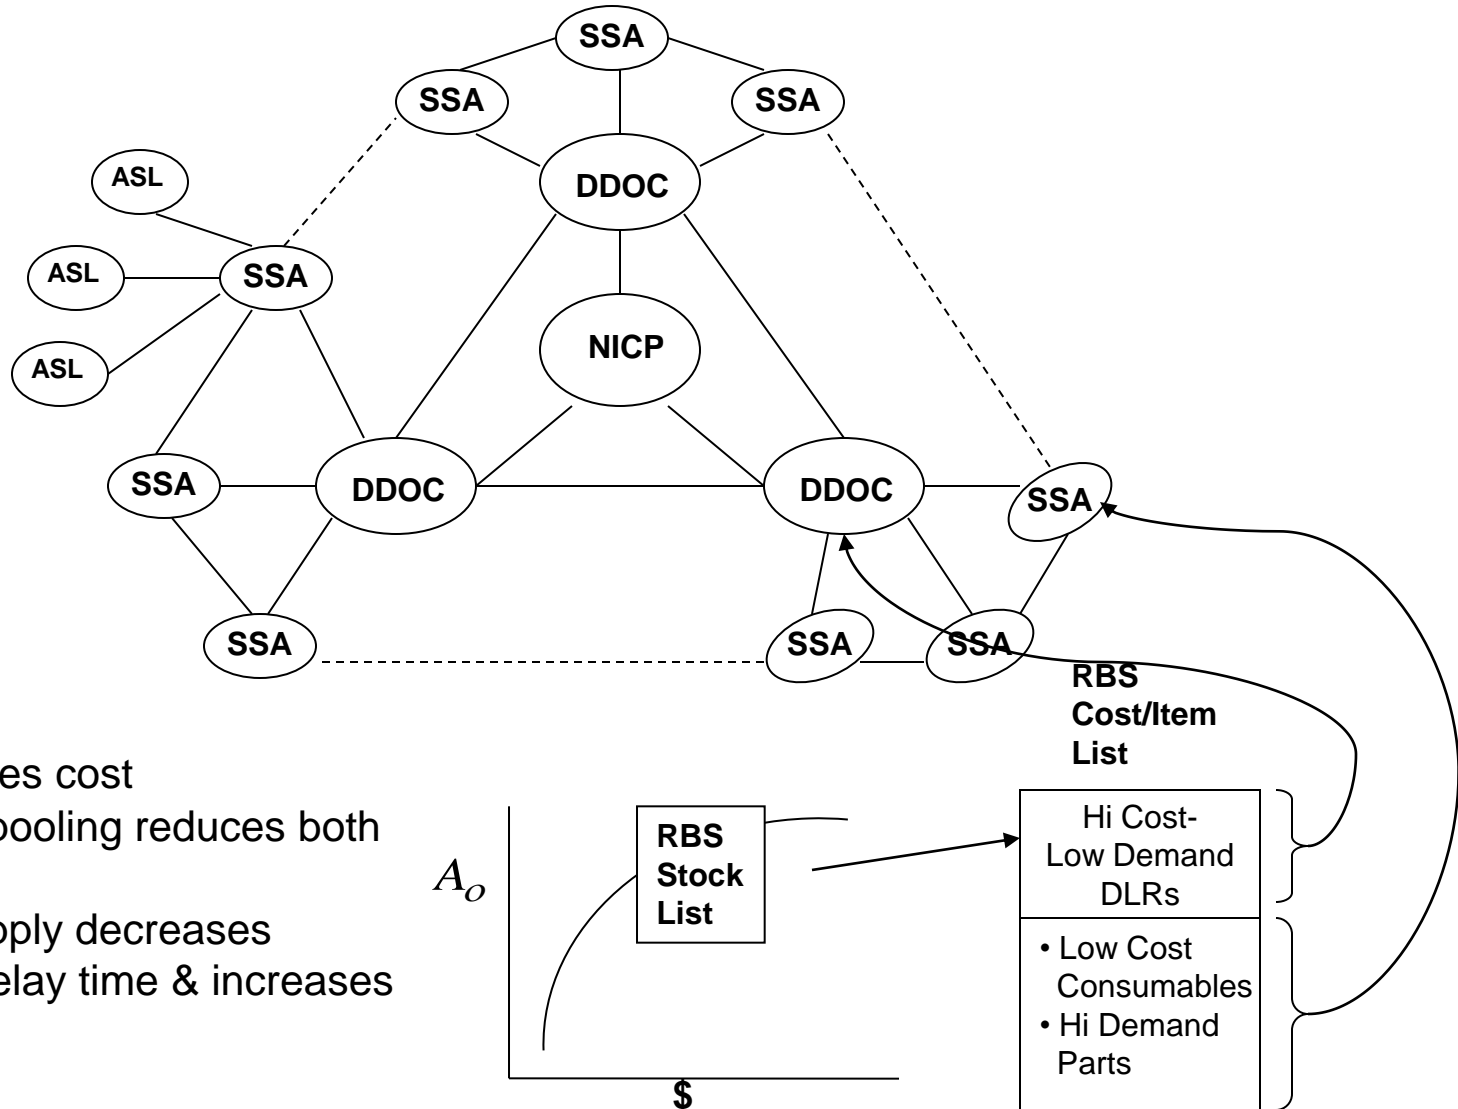 SSA
SSA
SSA
DDOC
ASL
ASL
SSA
ASL
NICP
SSA
DDOC
DDOC
SSA
SSA
SSA
SSA
RBS
Cost/Item
List
es cost
pooling reduces both
pply decreases
elay time & increases
A_o
RBS
Stock
List
$
Hi Cost-
Low Demand
DLRs
• Low Cost
Consumables
• Hi Demand
Parts